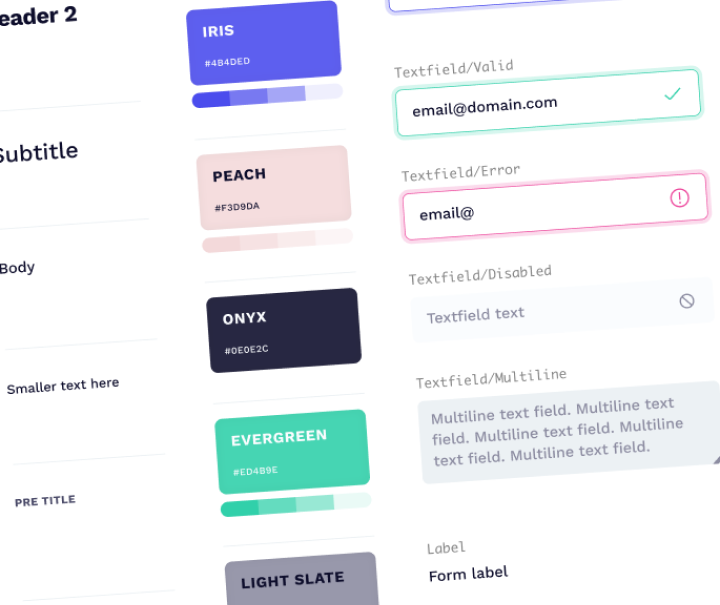 eader 2
Subtitle
Body
Smaller text here
PRE TITLE
IRIS
#4B4DED
PEACH
#F3D9DA
ONYX
#0E0E2C
EVERGREEN
#ED4B9E
LIGHT SLATE
Textfield/Valid
email@domain.com
Textfield/Error
email@
Textfield/Disabled
Textfield text
Textfield/Multiline
Multiline text field. Multiline text
field. Multiline text field. Multiline
text field. Multiline text field.
Label
Form label